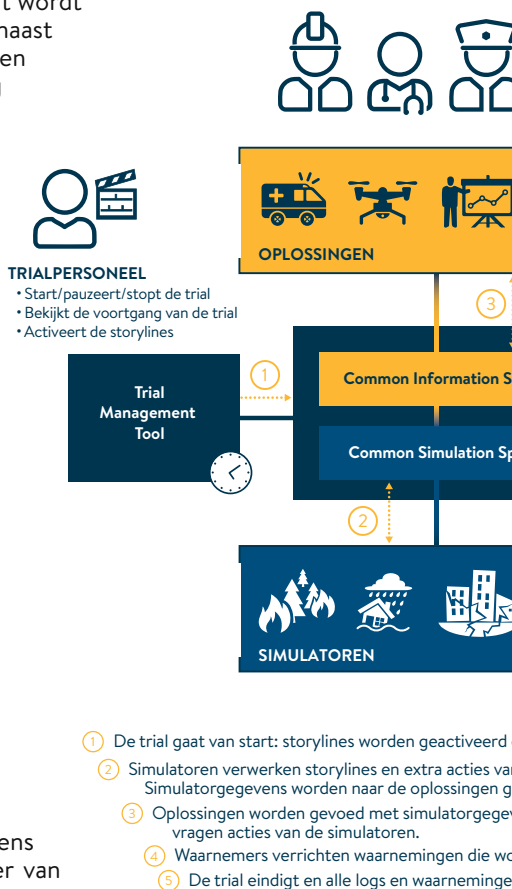 t wordt
naast
en
TRIALPERSONEEL
• Start/pauzeert/stopt de trial
• Bekijkt de voortgang van de trial
• Activeert de storylines
OPLOSSINGEN
3
1
Trial
Management
Tool
Common Information S
Common Simulation Sp
2
SIMULATOREN
1 De trial gaat van start: storylines worden geactiveerd
2 Simulatoren verwerken storylines en extra acties va
Simulatorgegevens worden naar de oplossingen g
3 Oplossingen worden gevoed met simulatorgege
vragen acties van de simulatoren.
4 Waarnemers verrichten waarnemingen die wo
5 De trial eindigt en alle logs en waarneminge
ens
er van